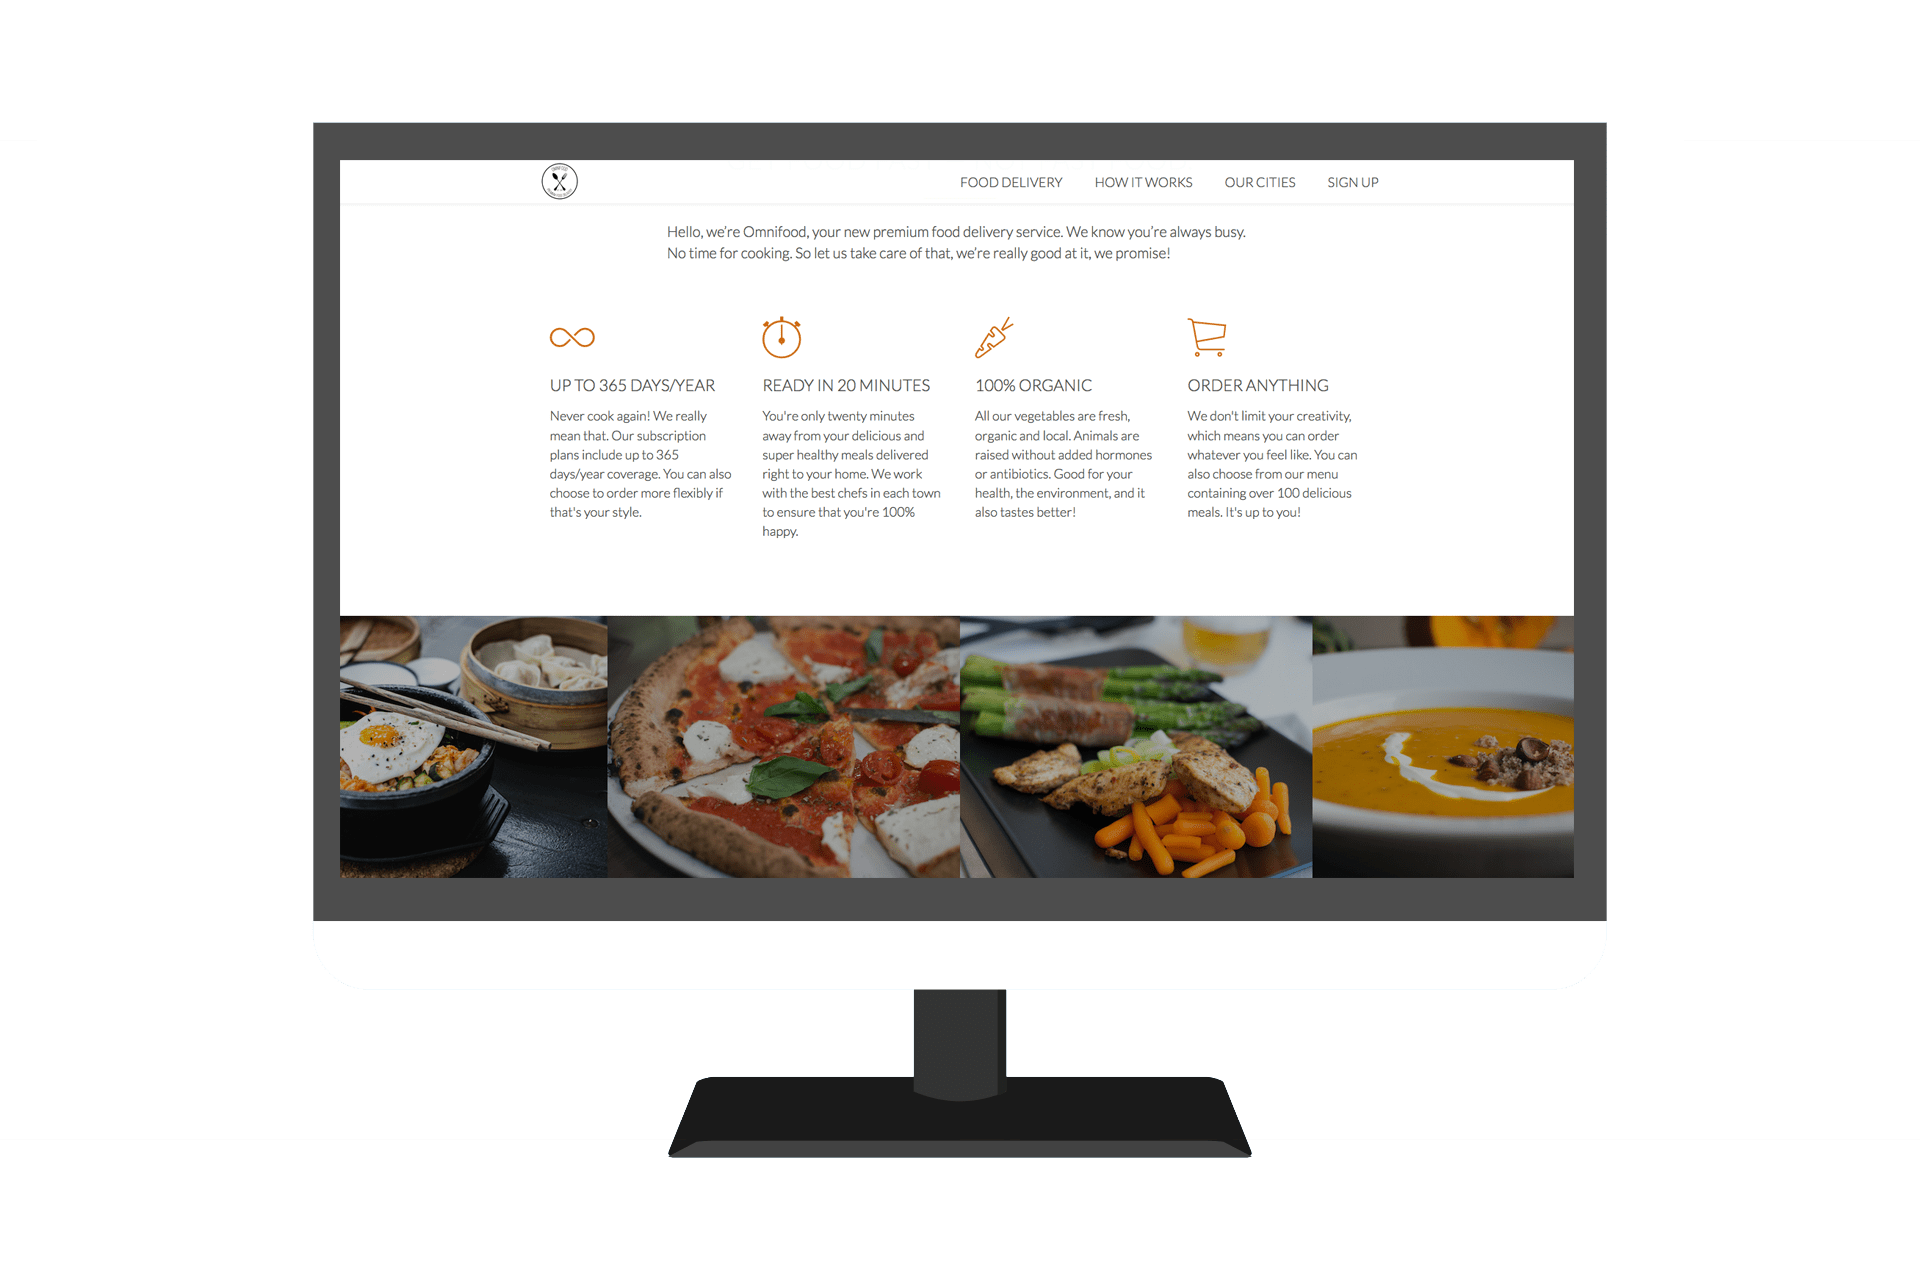 OMNIFOOD
FOOD DELIVERY HOW IT WORKS OUR CITIES SIGN UP
Hello, we’re Omnifood, your new premium food delivery service. We know you’re always busy.
No time for cooking. So let us take care of that, we’re really good at it, we promise!
UP TO 365 DAYS/YEAR
Never cook again! We really
mean that. Our subscription
plans include up to 365
days/year coverage. You can also
choose to order more flexibly if
that's your style.
READY IN 20 MINUTES
You're only twenty minutes
away from your delicious and
super healthy meals delivered
right to your home. We work
with the best chefs in each town
to ensure that you're 100%
happy.
100% ORGANIC
All our vegetables are fresh,
organic and local. Animals are
raised without added hormones
or antibiotics. Good for your
health, the environment, and it
also tastes better!
ORDER ANYTHING
We don't limit your creativity,
which means you can order
whatever you feel like. You can
also choose from our menu
containing over 100 delicious
meals. It's up to you!